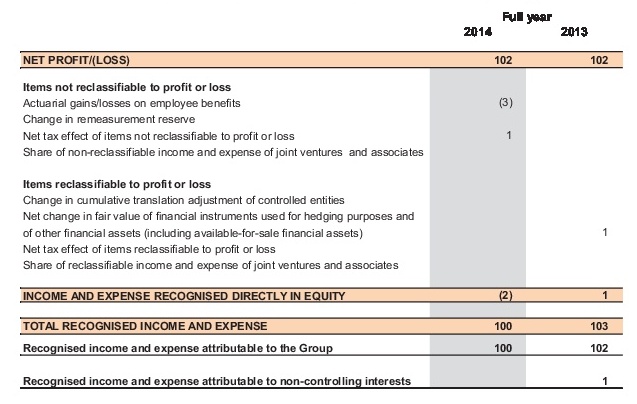 Full year
2014 2013
NET PROFIT/(LOSS) 102 102
Items not reclassifiable to profit or loss
Actuarial gains/losses on employee benefits (3)
Change in remeasurement reserve
Net tax effect of items not reclassifiable to profit or loss 1
Share of non-reclassifiable income and expense of joint ventures and associates
Items reclassifiable to profit or loss
Change in cumulative translation adjustment of controlled entities
Net change in fair value of financial instruments used for hedging purposes and
of other financial assets (including available-for-sale financial assets) 1
Net tax effect of items reclassifiable to profit or loss
Share of reclassifiable income and expense of joint ventures and associates
INCOME AND EXPENSE RECOGNISED DIRECTLY IN EQUITY (2) 1
TOTAL RECOGNISED INCOME AND EXPENSE 100 103
Recognised income and expense attributable to the Group 100 102
Recognised income and expense attributable to non-controlling interests 1